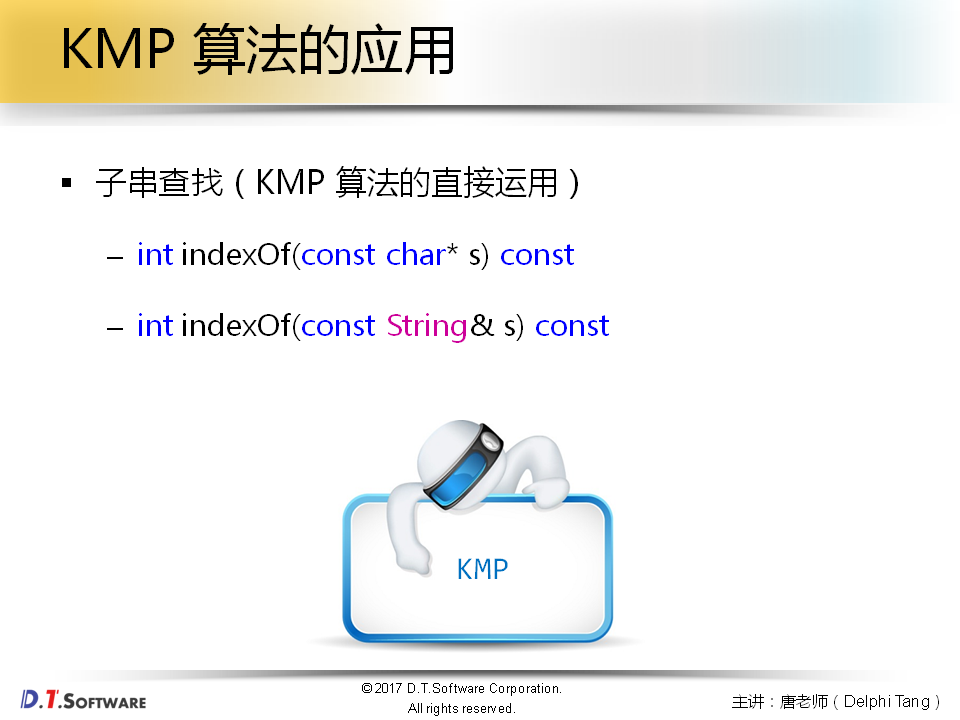 KMP 算法的应用
▪ 子串查找（KMP 算法的直接运用）
– int indexOf(const char* s) const
– int indexOf(const String& s) const
KMP
D.T.SOFTWARE
©2017 D.T.Software Corporation.
All rights reserved.
主讲：唐老师（Delphi Tang）